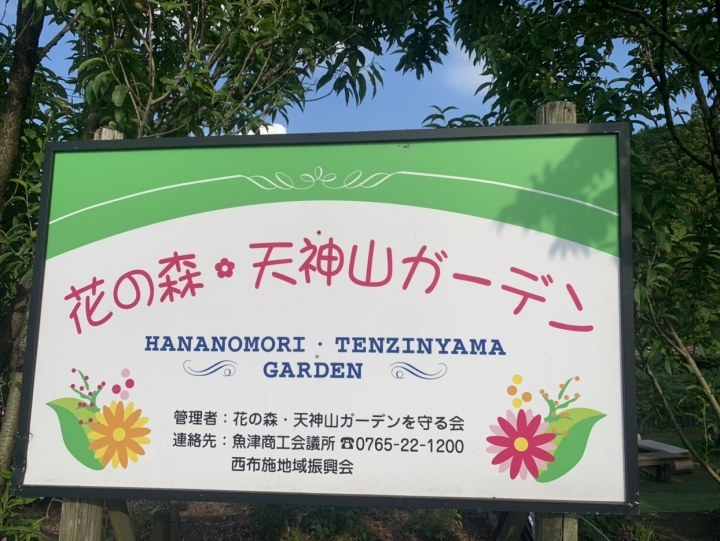 花の森・天神山ガーデン
HANANOMORI · TENZINYAMA
GARDEN
管理者：花の森・天神山ガーデンを守る会
連絡先：魚津商工会議所 ☎0765-22-1200
西布施地域振興会